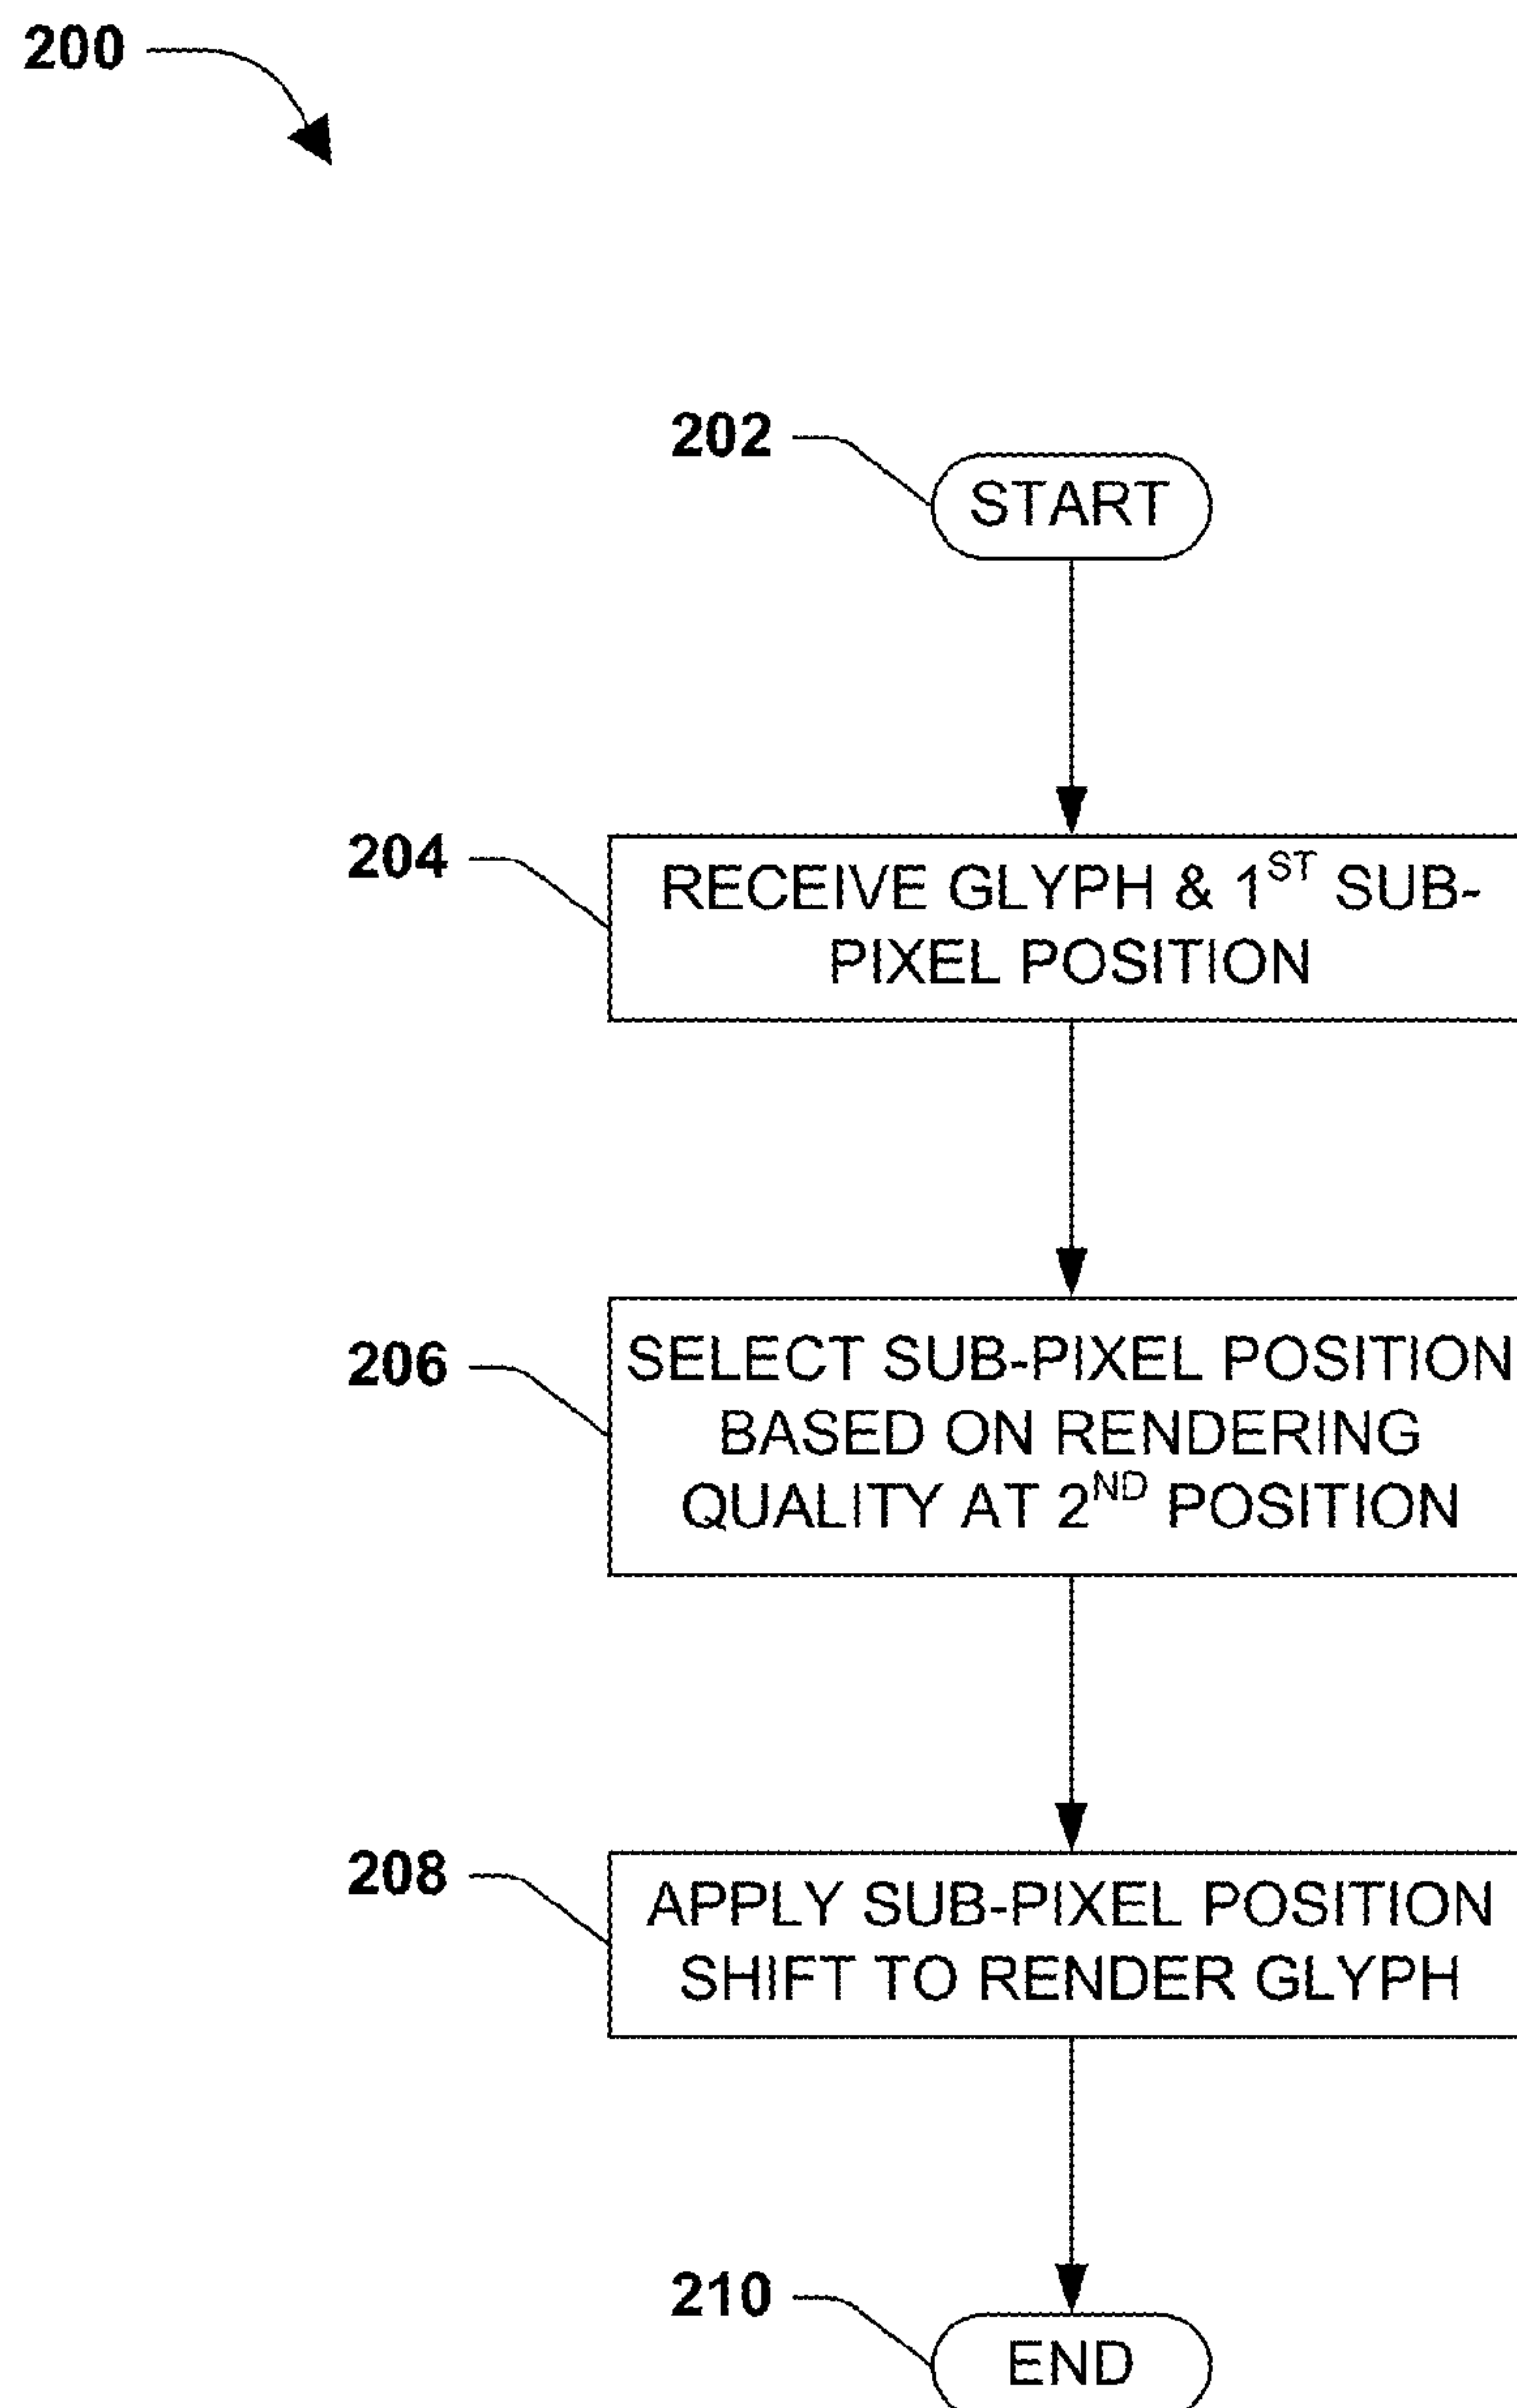 200
202
START
204
RECEIVE GLYPH & 1ST SUB-
PIXEL POSITION
206
SELECT SUB-PIXEL POSITION
BASED ON RENDERING
QUALITY AT 2ND POSITION
208
APPLY SUB-PIXEL POSITION
SHIFT TO RENDER GLYPH
210
END